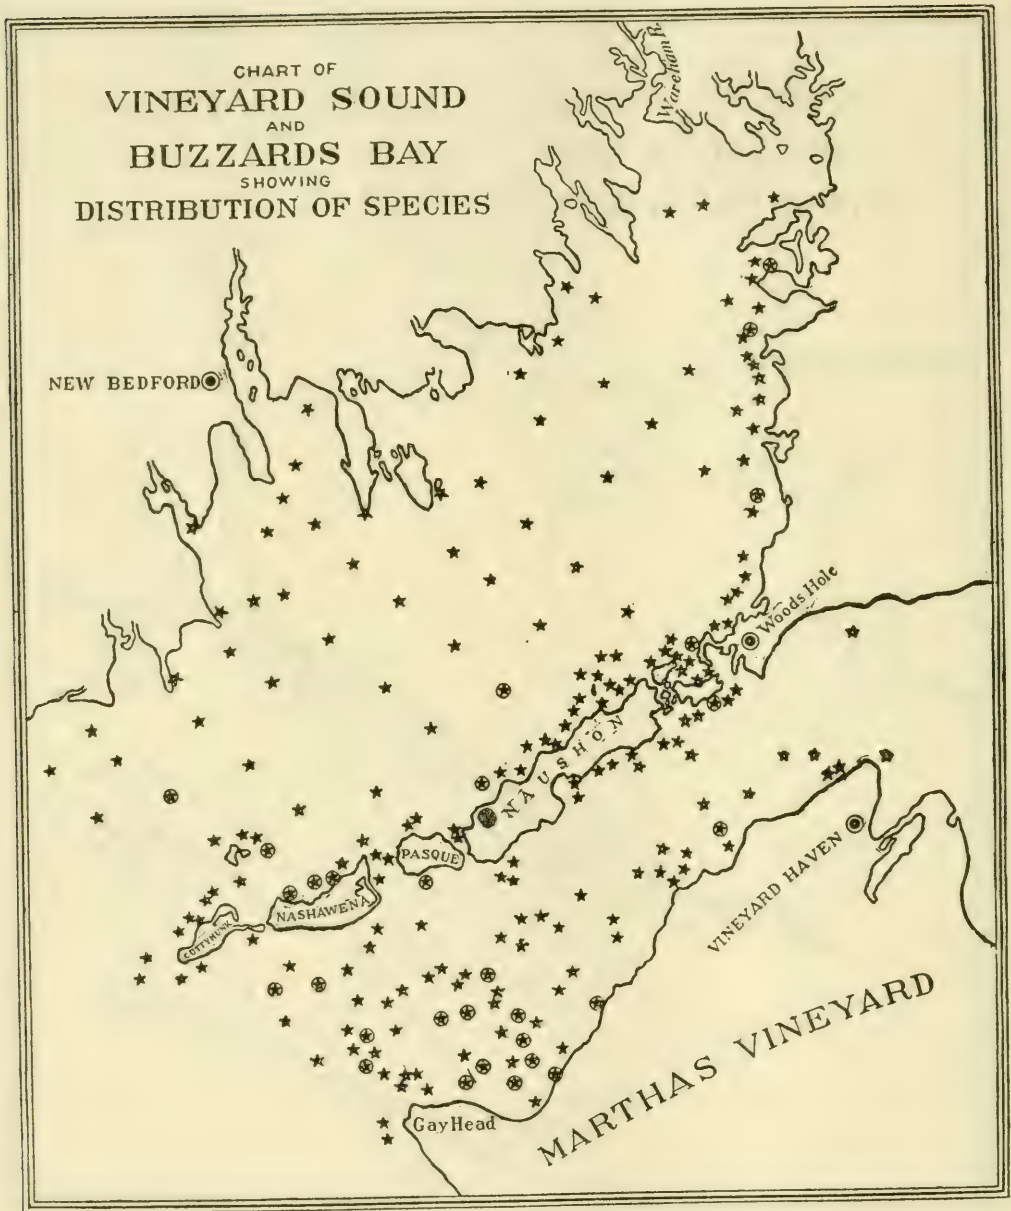 CHART OF
VINEYARD SOUND
AND
BUZZARDS BAY
SHOWING
DISTRIBUTION OF SPECIES
Wareham R.
NEW BEDFORD
Woods Hole
NAUSHON
PASQUE
NASHAWENA
CUTTYHUNK
VINEYARD HAVEN
MARTHAS VINEYARD
Gay Head